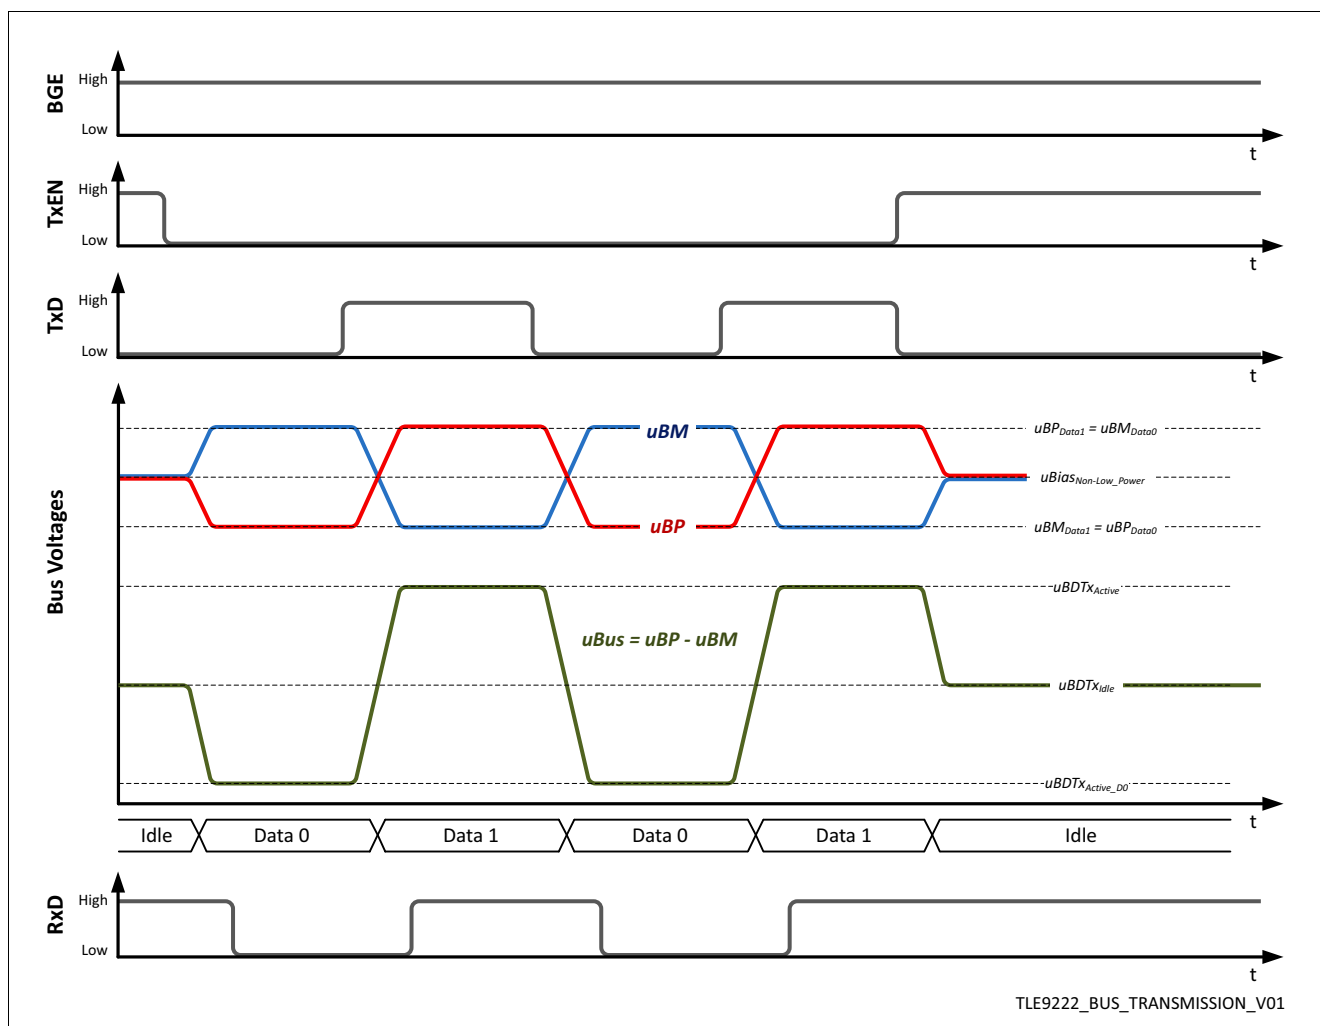 BGE
High
Low
t
TxEN
High
Low
t
TxD
High
Low
t
Bus Voltages
uBM
uBPData1 = uBMData0
uBiasNon-Low_Power
uBP
uBMData1 = uBPData0
uBDTxActive
uBus = uBP - uBM
uBDTxIdle
uBDTxActive_D0
t
Idle Data 0 Data 1 Data 0 Data 1 Idle
RxD
High
Low
t
TLE9222_BUS_TRANSMISSION_V01